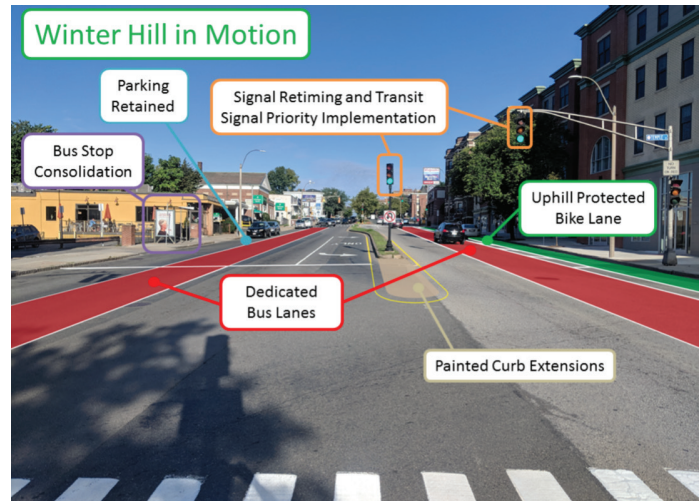 Winter Hill in Motion
Parking
Retained
Signal Retiming and Transit
Signal Priority Implementation
Bus Stop
Consolidation
Uphill Protected
Bike Lane
Dedicated
Bus Lanes
Painted Curb Extensions
TEMPLE